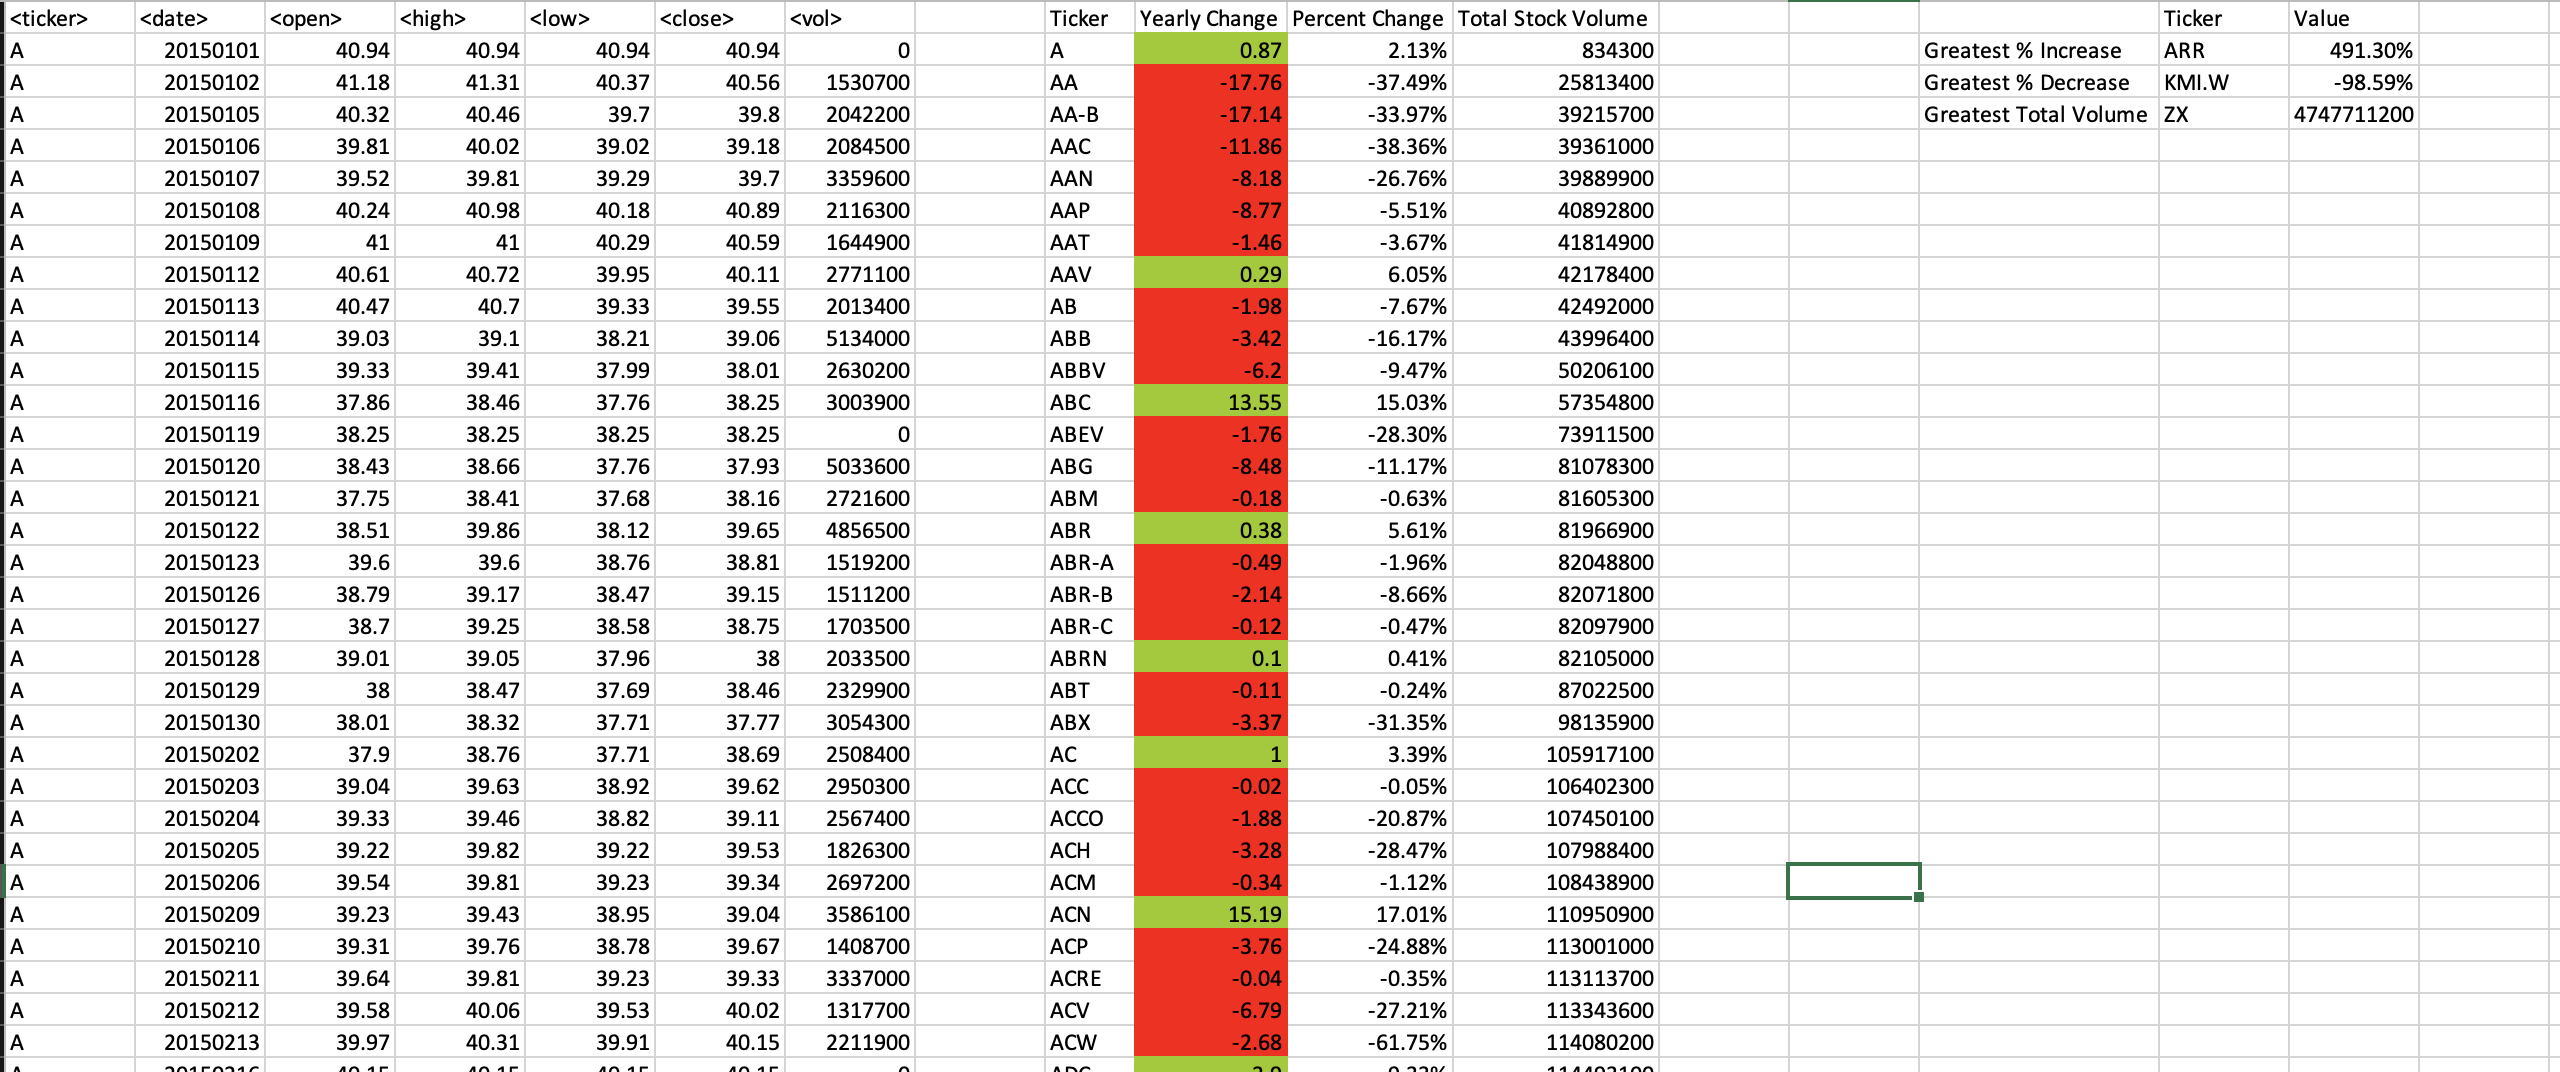 <ticker> <date> <open> <high> <low> <close> <vol> Ticker Yearly Change Percent Change Total Stock Volume Ticker Value
A 20150101 40.94 40.94 40.94 40.94 0 A 0.87 2.13% 834300 Greatest % Increase ARR 491.30%
A 20150102 41.18 41.31 40.37 40.56 1530700 AA -17.76 -37.49% 25813400 Greatest % Decrease KMI.W -98.59%
A 20150105 40.32 40.46 39.7 39.8 2042200 AA-B -17.14 -33.97% 39215700 Greatest Total Volume ZX 4747711200
A 20150106 39.81 40.02 39.02 39.18 2084500 AAC -11.86 -38.36% 39361000
A 20150107 39.52 39.81 39.29 39.7 3359600 AAN -8.18 -26.76% 39889900
A 20150108 40.24 40.98 40.18 40.89 2116300 AAP -8.77 -5.51% 40892800
A 20150109 41 41 40.29 40.59 1644900 AAT -1.46 -3.67% 41814900
A 20150112 40.61 40.72 39.95 40.11 2771100 AAV 0.29 6.05% 42178400
A 20150113 40.47 40.7 39.33 39.55 2013400 AB -1.98 -7.67% 42492000
A 20150114 39.03 39.1 38.21 39.06 5134000 ABB -3.42 -16.17% 43996400
A 20150115 39.33 39.41 37.99 38.01 2630200 ABBV -6.2 -9.47% 50206100
A 20150116 37.86 38.46 37.76 38.25 3003900 ABC 13.55 15.03% 57354800
A 20150119 38.25 38.25 38.25 38.25 0 ABEV -1.76 -28.30% 73911500
A 20150120 38.43 38.66 37.76 37.93 5033600 ABG -8.48 -11.17% 81078300
A 20150121 37.75 38.41 37.68 38.16 2721600 ABM -0.18 -0.63% 81605300
A 20150122 38.51 39.86 38.12 39.65 4856500 ABR 0.38 5.61% 81966900
A 20150123 39.6 39.6 38.76 38.81 1519200 ABR-A -0.49 -1.96% 82048800
A 20150126 38.79 39.17 38.47 39.15 1511200 ABR-B -2.14 -8.66% 82071800
A 20150127 38.7 39.25 38.58 38.75 1703500 ABR-C -0.12 -0.47% 82097900
A 20150128 39.01 39.05 37.96 38 2033500 ABRN 0.1 0.41% 82105000
A 20150129 38 38.47 37.69 38.46 2329900 ABT -0.11 -0.24% 87022500
A 20150130 38.01 38.32 37.71 37.77 3054300 ABX -3.37 -31.35% 98135900
A 20150202 37.9 38.76 37.71 38.69 2508400 AC 1 3.39% 105917100
A 20150203 39.04 39.63 38.92 39.62 2950300 ACC -0.02 -0.05% 106402300
A 20150204 39.33 39.46 38.82 39.11 2567400 ACCO -1.88 -20.87% 107450100
A 20150205 39.22 39.82 39.22 39.53 1826300 ACH -3.28 -28.47% 107988400
A 20150206 39.54 39.81 39.23 39.34 2697200 ACM -0.34 -1.12% 108438900
A 20150209 39.23 39.43 38.95 39.04 3586100 ACN 15.19 17.01% 110950900
A 20150210 39.31 39.76 38.78 39.67 1408700 ACP -3.76 -24.88% 113001000
A 20150211 39.64 39.81 39.23 39.33 3337000 ACRE -0.04 -0.35% 113113700
A 20150212 39.58 40.06 39.53 40.02 1317700 ACV -6.79 -27.21% 113343600
A 20150213 39.97 40.31 39.91 40.15 2211900 ACW -2.68 -61.75% 114080200